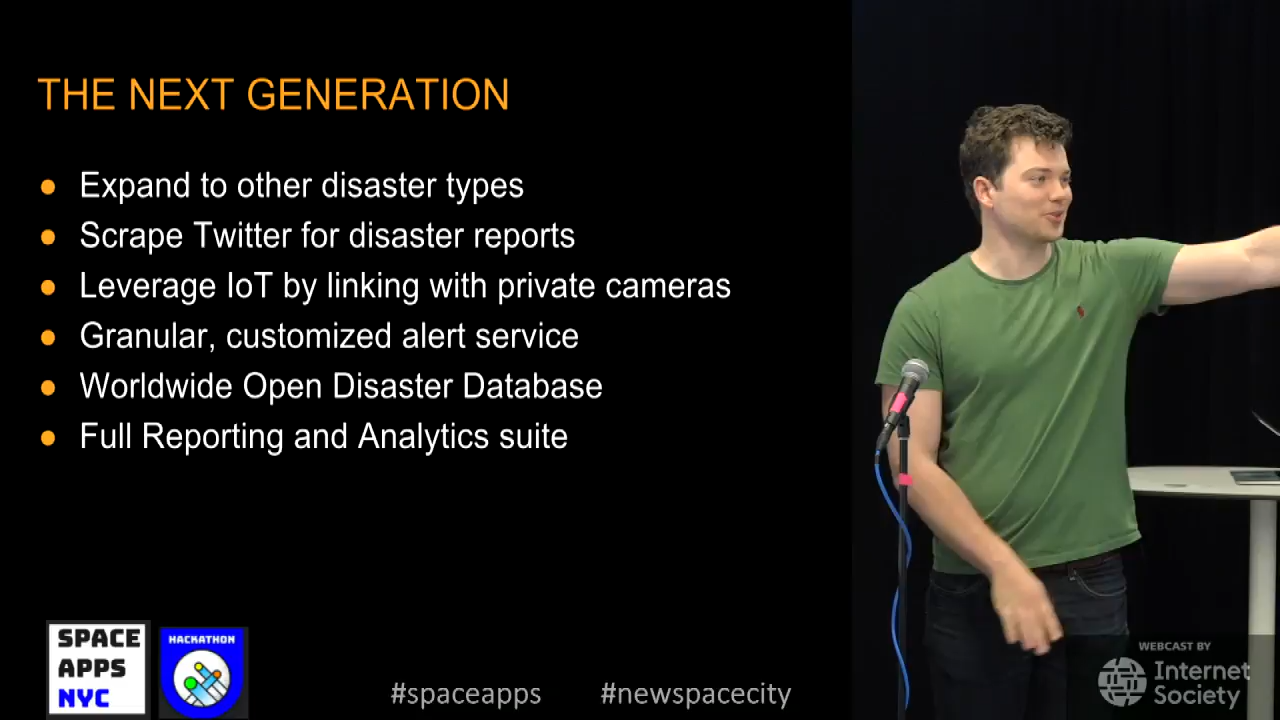 THE NEXT GENERATION
Expand to other disaster types
Scrape Twitter for disaster reports
Leverage IoT by linking with private cameras
Granular, customized alert service
Worldwide Open Disaster Database
Full Reporting and Analytics suite
SPACE
APPS
NYC
HACKATHON
#spaceapps #newspacecity
WEBCAST BY
Internet
Society